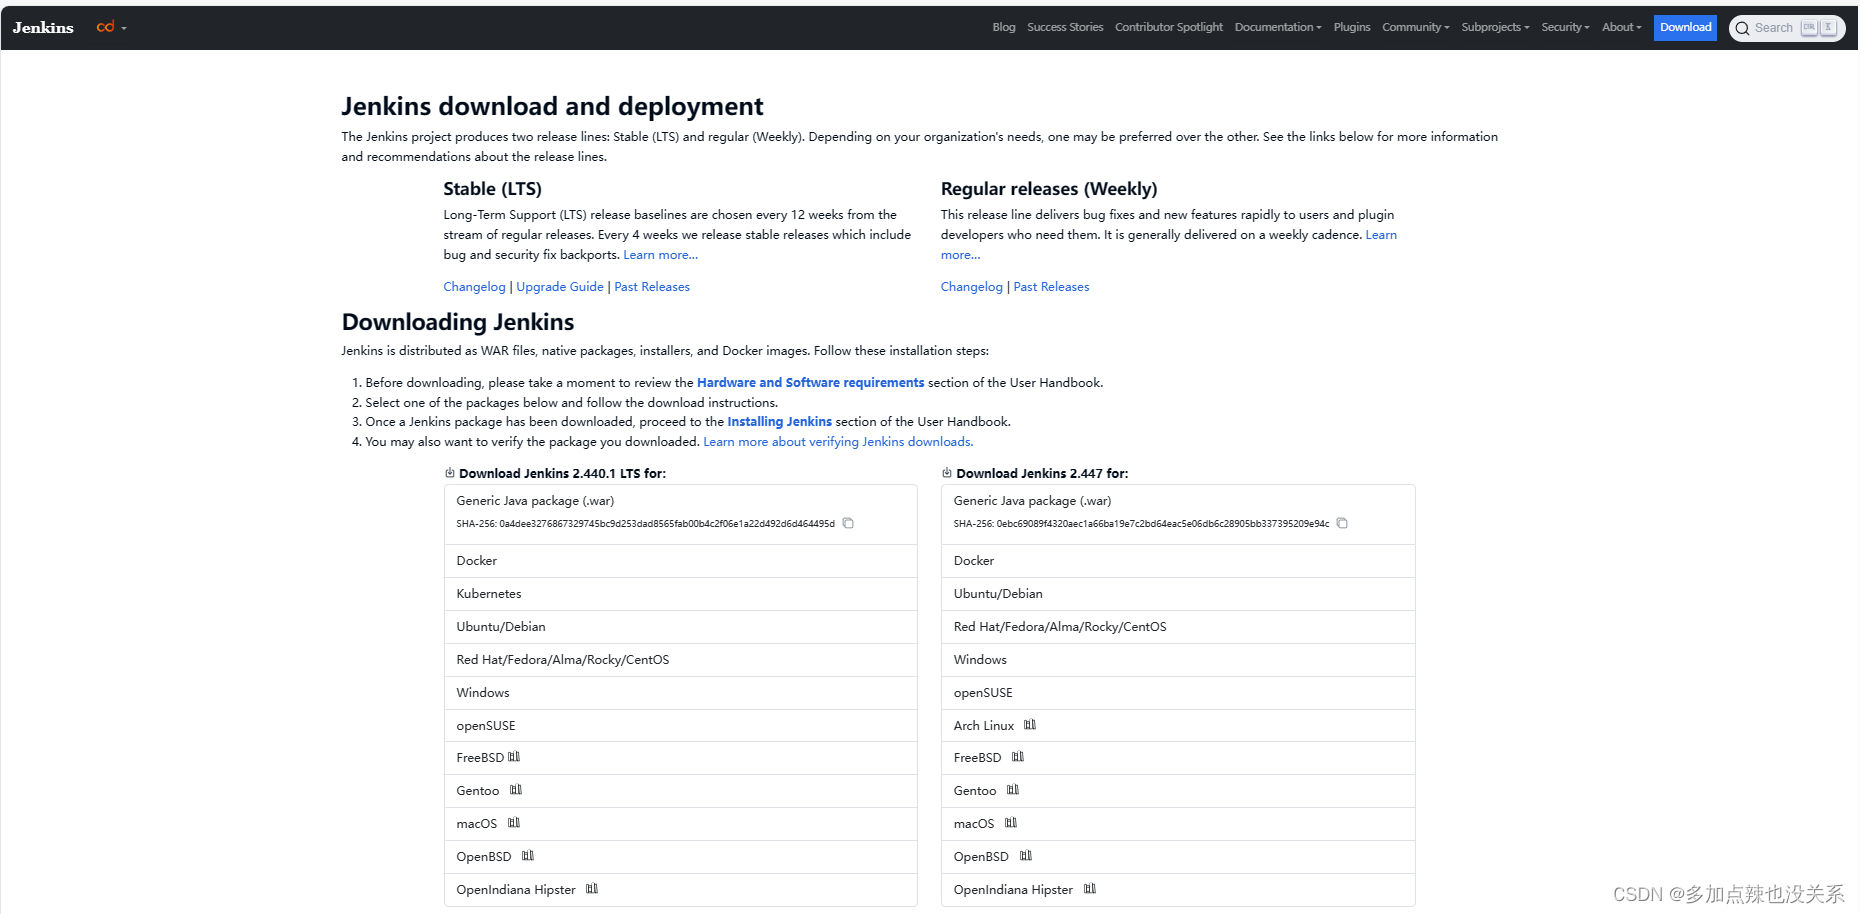 Jenkins cd Blog Success Stories Contributor Spotlight Documentation Plugins Community Subprojects Security About Download Search
Jenkins download and deployment
The Jenkins project produces two release lines: Stable (LTS) and regular (Weekly). Depending on your organization's needs, one may be preferred over the other. See the links below for more information
and recommendations about the release lines.
Stable (LTS)
Long-Term Support (LTS) release baselines are chosen every 12 weeks from the
stream of regular releases. Every 4 weeks we release stable releases which include
bug and security fix backports. Learn more...
Changelog | Upgrade Guide | Past Releases
Regular releases (Weekly)
This release line delivers bug fixes and new features rapidly to users and plugin
developers who need them. It is generally delivered on a weekly cadence. Learn
more...
Changelog | Past Releases
Downloading Jenkins
Jenkins is distributed as WAR files, native packages, installers, and Docker images. Follow these installation steps:
1. Before downloading, please take a moment to review the Hardware and Software requirements section of the User Handbook.
2. Select one of the packages below and follow the download instructions.
3. Once a Jenkins package has been downloaded, proceed to the Installing Jenkins section of the User Handbook.
4. You may also want to verify the package you downloaded. Learn more about verifying Jenkins downloads.
Download Jenkins 2.440.1 LTS for:
Generic Java package (.war)
SHA-256: 0a4dee3276867329745bc9d253dad8565fab00b4c2f06e1a22d492d6d464495d
Docker
Kubernetes
Ubuntu/Debian
Red Hat/Fedora/Alma/Rocky/CentOS
Windows
openSUSE
FreeBSD
Gentoo
macOS
OpenBSD
OpenIndiana Hipster
Download Jenkins 2.447 for:
Generic Java package (.war)
SHA-256: 0ebc69089f4320aec1a66ba19e7c2bd64eac5e06db6c28905bb337395209e94c
Docker
Ubuntu/Debian
Red Hat/Fedora/Alma/Rocky/CentOS
Windows
openSUSE
Arch Linux
FreeBSD
Gentoo
macOS
OpenBSD
OpenIndiana Hipster
CSDN @多加点辣也没关系